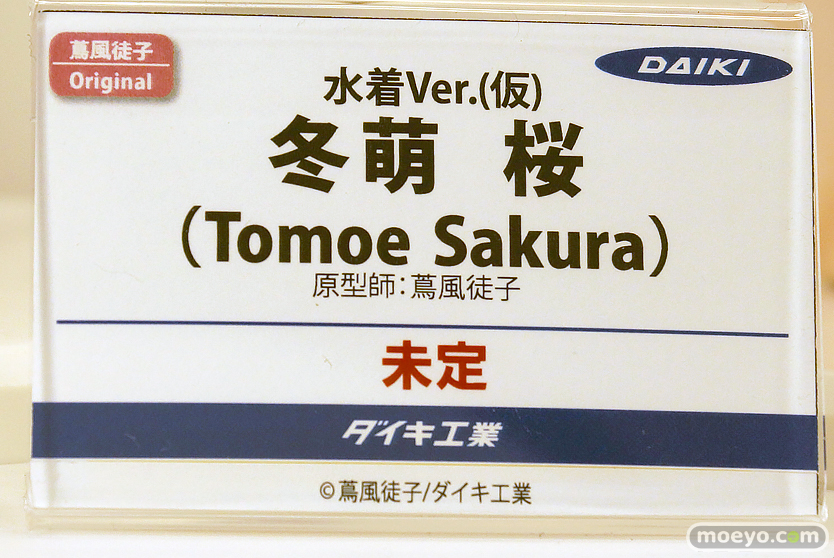 蔦風徒子
Original
DAIKI
水着Ver.(仮)
冬萌 桜
（Tomoe Sakura）
原型師：蔦風徒子
未定
ダイキ工業
©蔦風徒子/ダイキ工業
moeyo.com